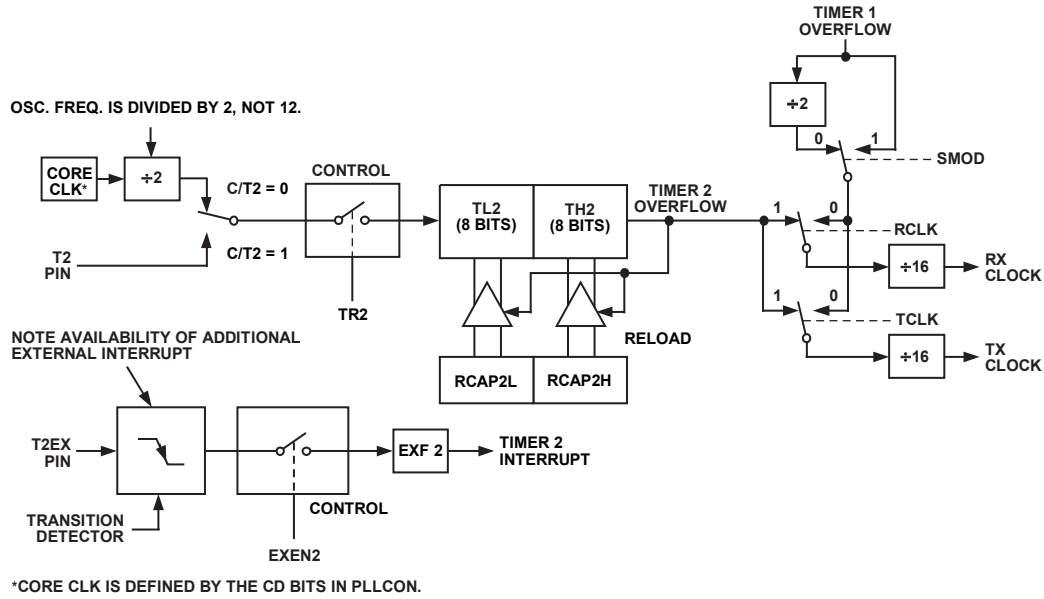 TIMER 1
OVERFLOW
OSC. FREQ. IS DIVIDED BY 2, NOT 12.
÷2
0
1
SMOD
CORE
CLK*
÷2
C/T2 = 0
CONTROL
TL2
(8 BITS)
TH2
(8 BITS)
TIMER 2
OVERFLOW
1
0
RCLK
T2
PIN
C/T2 = 1
÷16
RX
CLOCK
TR2
1
0
TCLK
RELOAD
NOTE AVAILABILITY OF ADDITIONAL
EXTERNAL INTERRUPT
÷16
TX
CLOCK
RCAP2L
RCAP2H
T2EX
PIN
EXF 2
TIMER 2
INTERRUPT
CONTROL
TRANSITION
DETECTOR
EXEN2
*CORE CLK IS DEFINED BY THE CD BITS IN PLLCON.